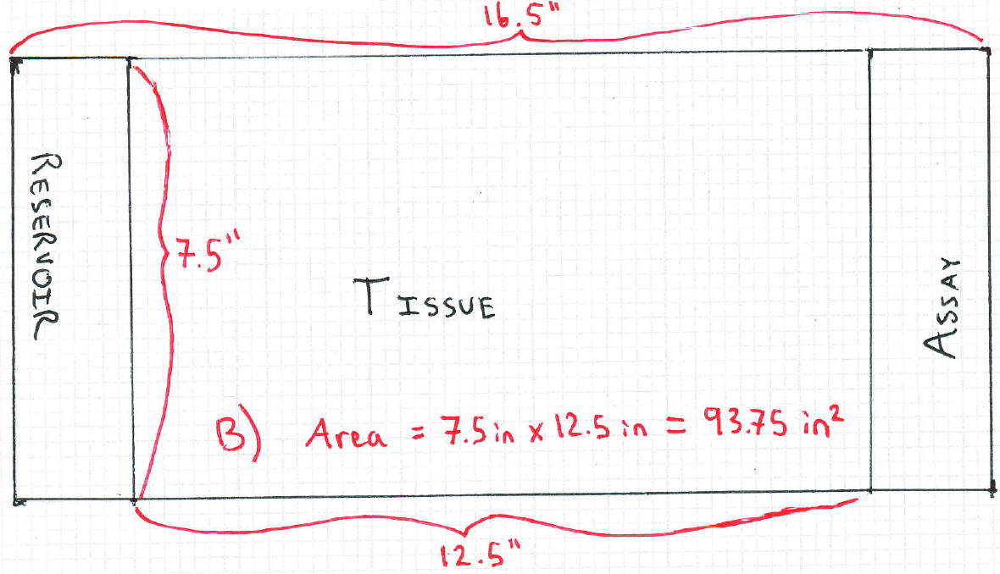 16.5"
RESERVOIR
7.5"
TISSUE
ASSAY
B) Area = 7.5 in x 12.5 in = 93.75 in²
12.5"